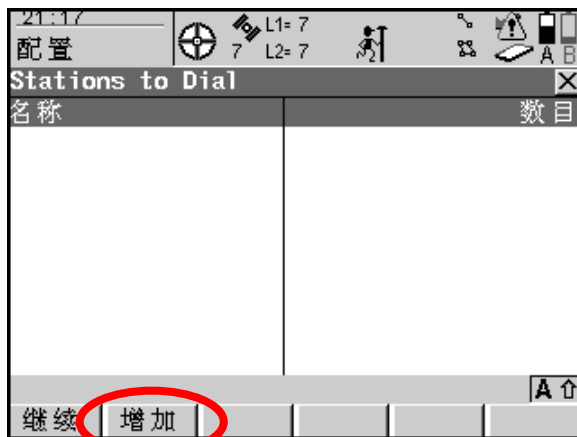 21:17
配置
L1= 7
7 L2= 7
A B
Stations to Dial
名称 数目
A
继续 增加